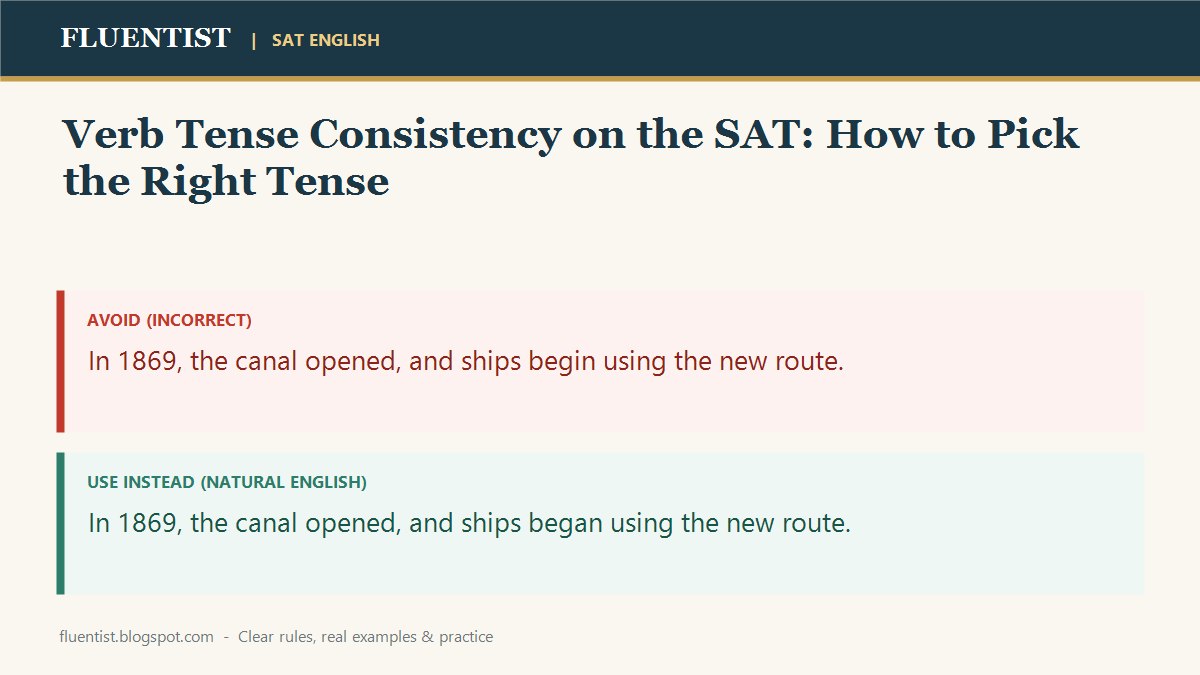 FLUENTIST | SAT ENGLISH
Verb Tense Consistency on the SAT: How to Pick
the Right Tense
AVOID (INCORRECT)
In 1869, the canal opened, and ships begin using the new route.
USE INSTEAD (NATURAL ENGLISH)
In 1869, the canal opened, and ships began using the new route.
fluentist.blogspot.com - Clear rules, real examples & practice